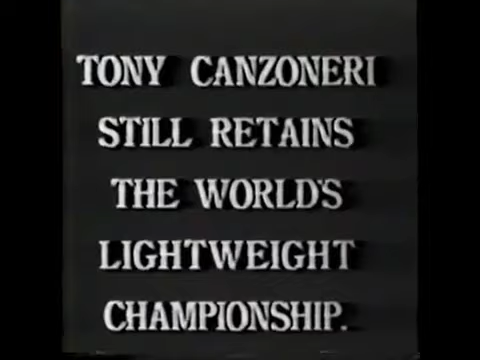 TONY CANZONERI
STILL RETAINS
THE WORLD'S
LIGHTWEIGHT
CHAMPIONSHIP.